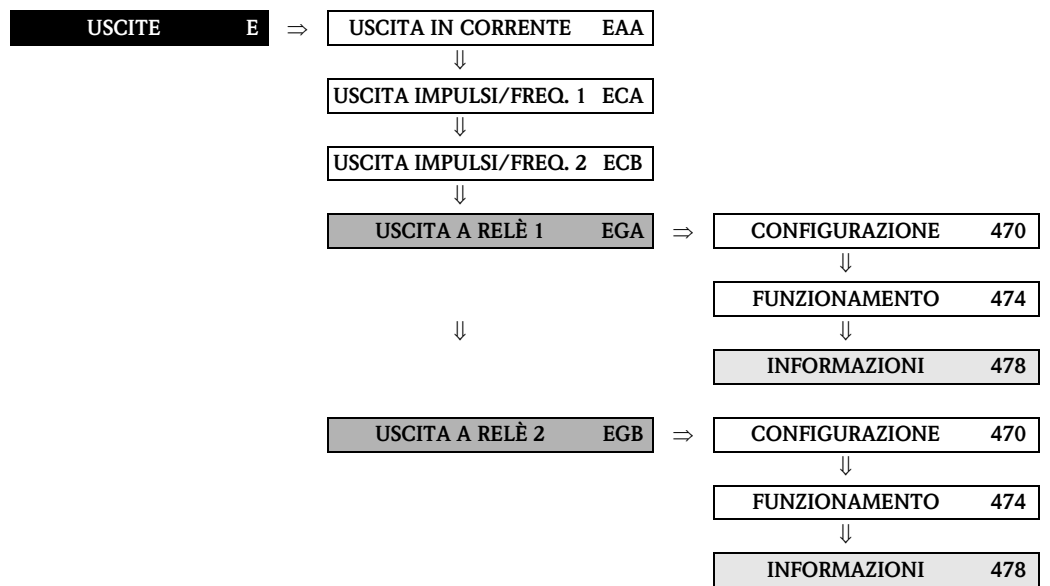 USCITE E ⇒ USCITA IN CORRENTE EAA
⇓
USCITA IMPULSI/FREQ. 1 ECA
⇓
USCITA IMPULSI/FREQ. 2 ECB
⇓
USCITA A RELÈ 1 EGA ⇒ CONFIGURAZIONE 470
⇓
FUNZIONAMENTO 474
⇓ ⇓
INFORMAZIONI 478
USCITA A RELÈ 2 EGB ⇒ CONFIGURAZIONE 470
⇓
FUNZIONAMENTO 474
⇓
INFORMAZIONI 478